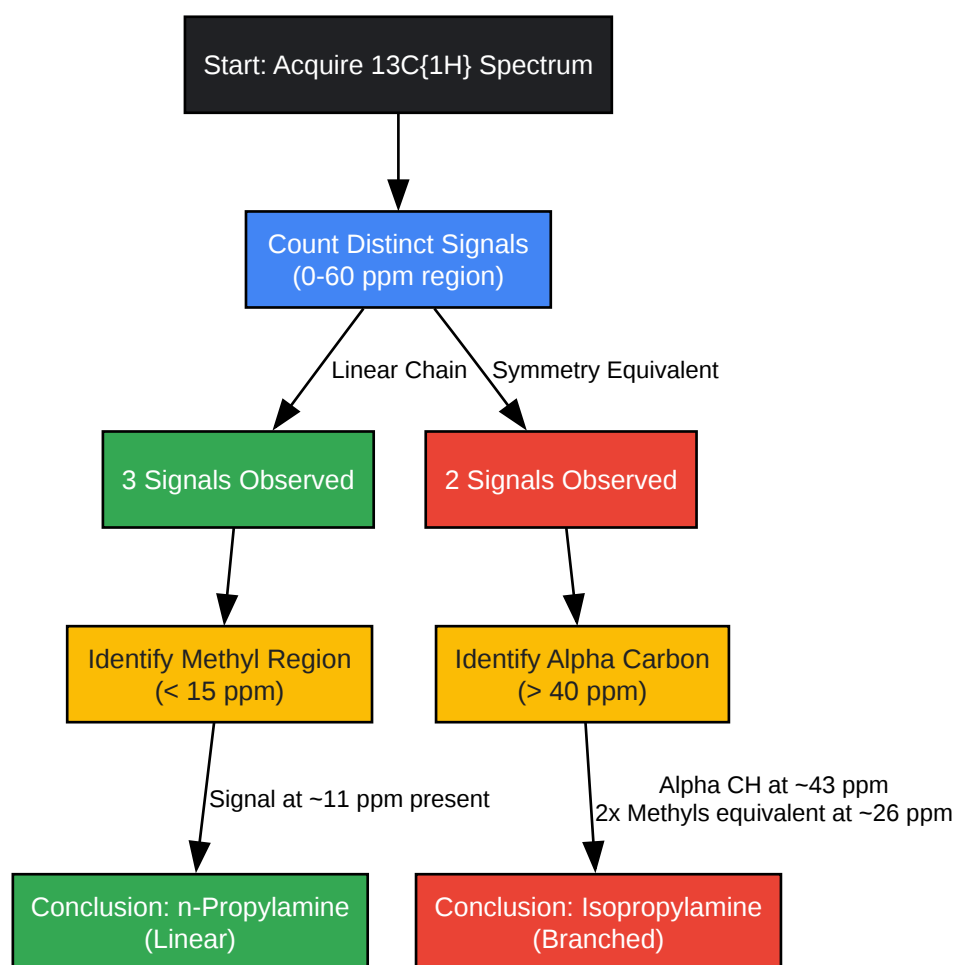 Start: Acquire 13C{1H} Spectrum
Count Distinct Signals
(0-60 ppm region)
Linear Chain
Symmetry Equivalent
3 Signals Observed
2 Signals Observed
Identify Methyl Region
(< 15 ppm)
Identify Alpha Carbon
(> 40 ppm)
Signal at ~11 ppm present
Alpha CH at ~43 ppm
2x Methyls equivalent at ~26 ppm
Conclusion: n-Propylamine
(Linear)
Conclusion: Isopropylamine
(Branched)